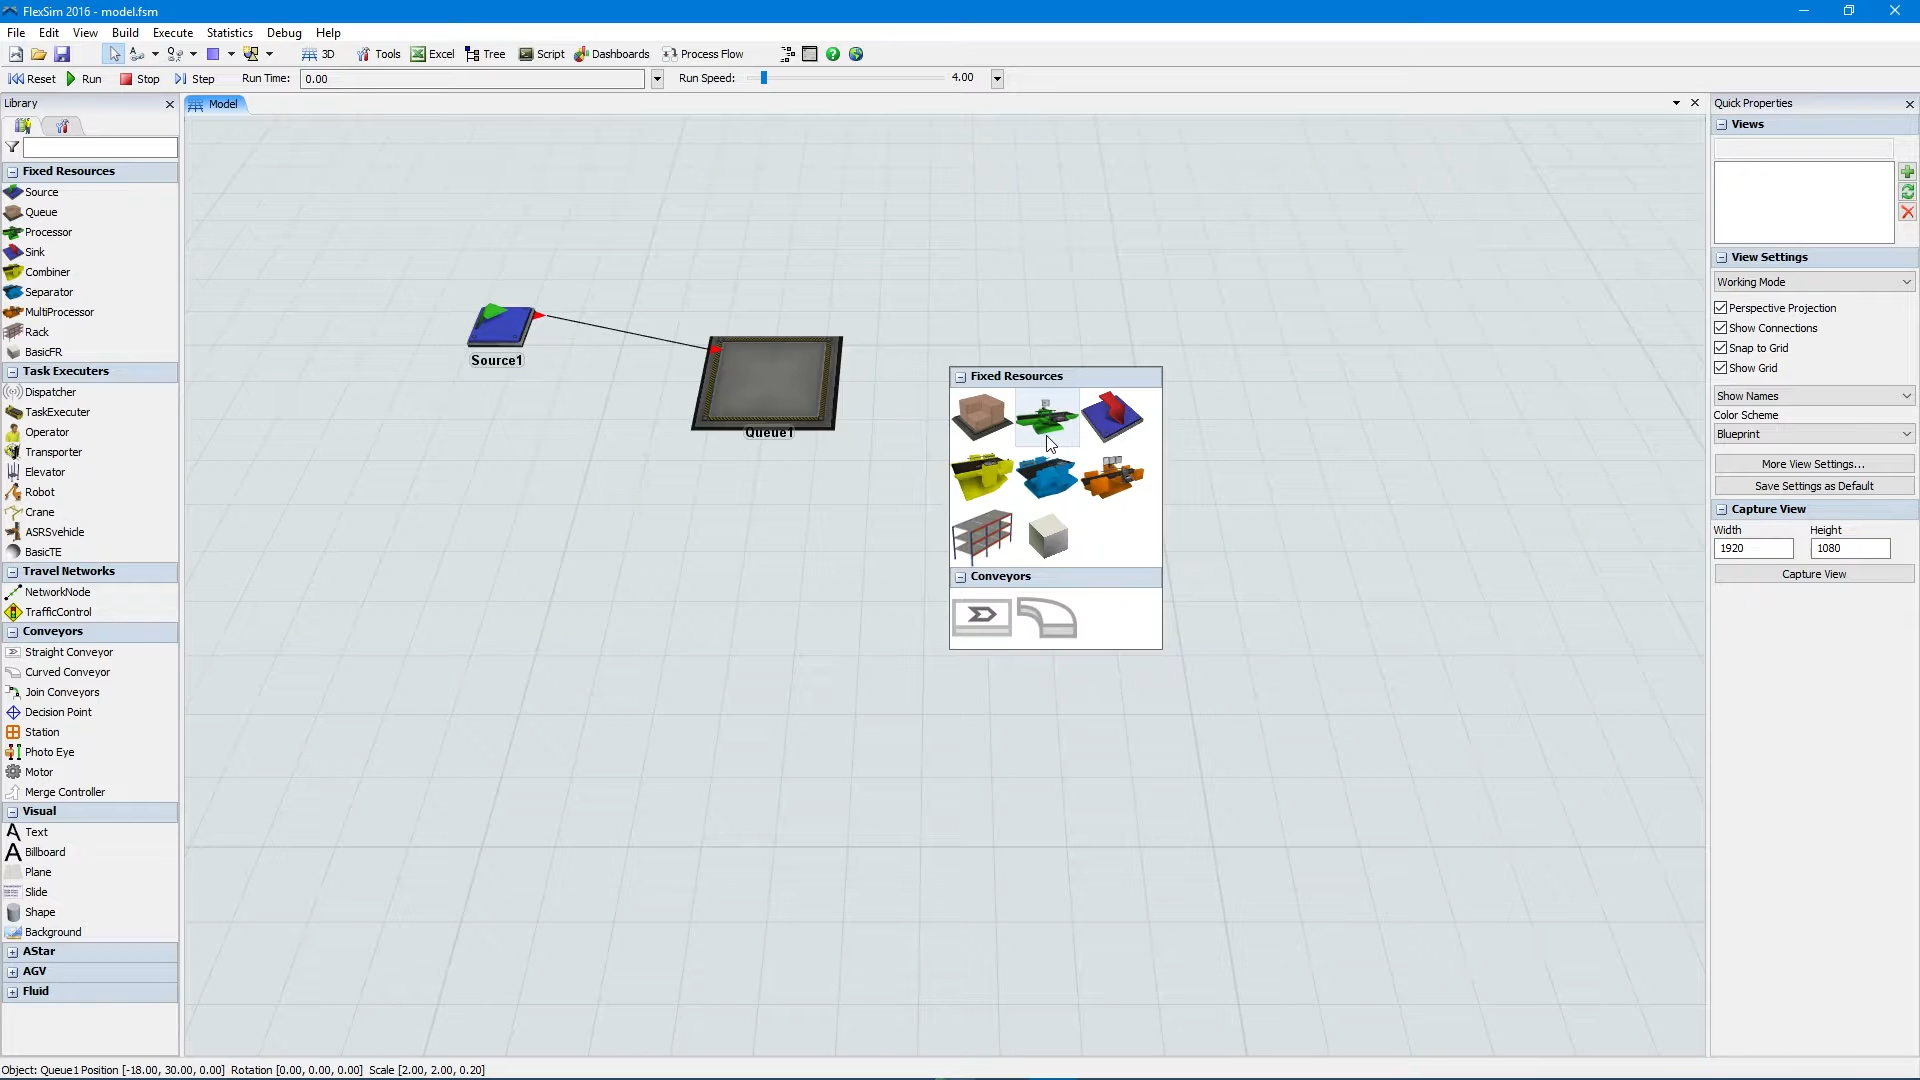 FlexSim 2016 - model.fsm
File Edit View Build Execute Statistics Debug Help
3D Tools Excel Tree Script Dashboards Process Flow
Reset Run Stop Step Run Time: 0.00 Run Speed: 4.00
Library
Model
Fixed Resources
Source
Queue
Processor
Sink
Combiner
Separator
MultiProcessor
Rack
BasicFR
Task Executers
Dispatcher
TaskExecuter
Operator
Transporter
Elevator
Robot
Crane
ASRSvehicle
BasicTE
Travel Networks
NetworkNode
TrafficControl
Conveyors
Straight Conveyor
Curved Conveyor
Join Conveyors
Decision Point
Station
Photo Eye
Motor
Merge Controller
Visual
Text
Billboard
Plane
Slide
Shape
Background
AStar
AGV
Fluid
Source1
Queue1
Fixed Resources
Conveyors
Quick Properties
Views
View Settings
Working Mode
Perspective Projection
Show Connections
Snap to Grid
Show Grid
Show Names
Color Scheme
Blueprint
More View Settings...
Save Settings as Default
Capture View
Width Height
1920 1080
Capture View
Object: Queue1 Position [-18.00, 30.00, 0.00] Rotation [0.00, 0.00, 0.00] Scale [2.00, 2.00, 0.20]